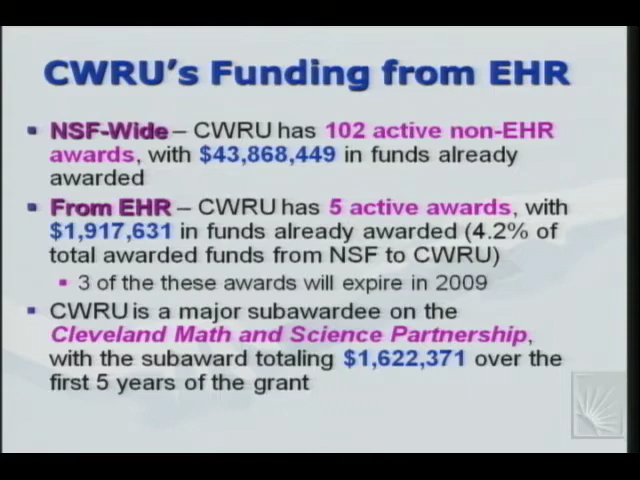 CWRU's Funding from EHR
NSF-Wide – CWRU has 102 active non-EHR
awards, with $43,868,449 in funds already
awarded
From EHR – CWRU has 5 active awards, with
$1,917,631 in funds already awarded (4.2% of
total awarded funds from NSF to CWRU)
3 of the these awards will expire in 2009
CWRU is a major subawardee on the
Cleveland Math and Science Partnership,
with the subaward totaling $1,622,371 over the
first 5 years of the grant